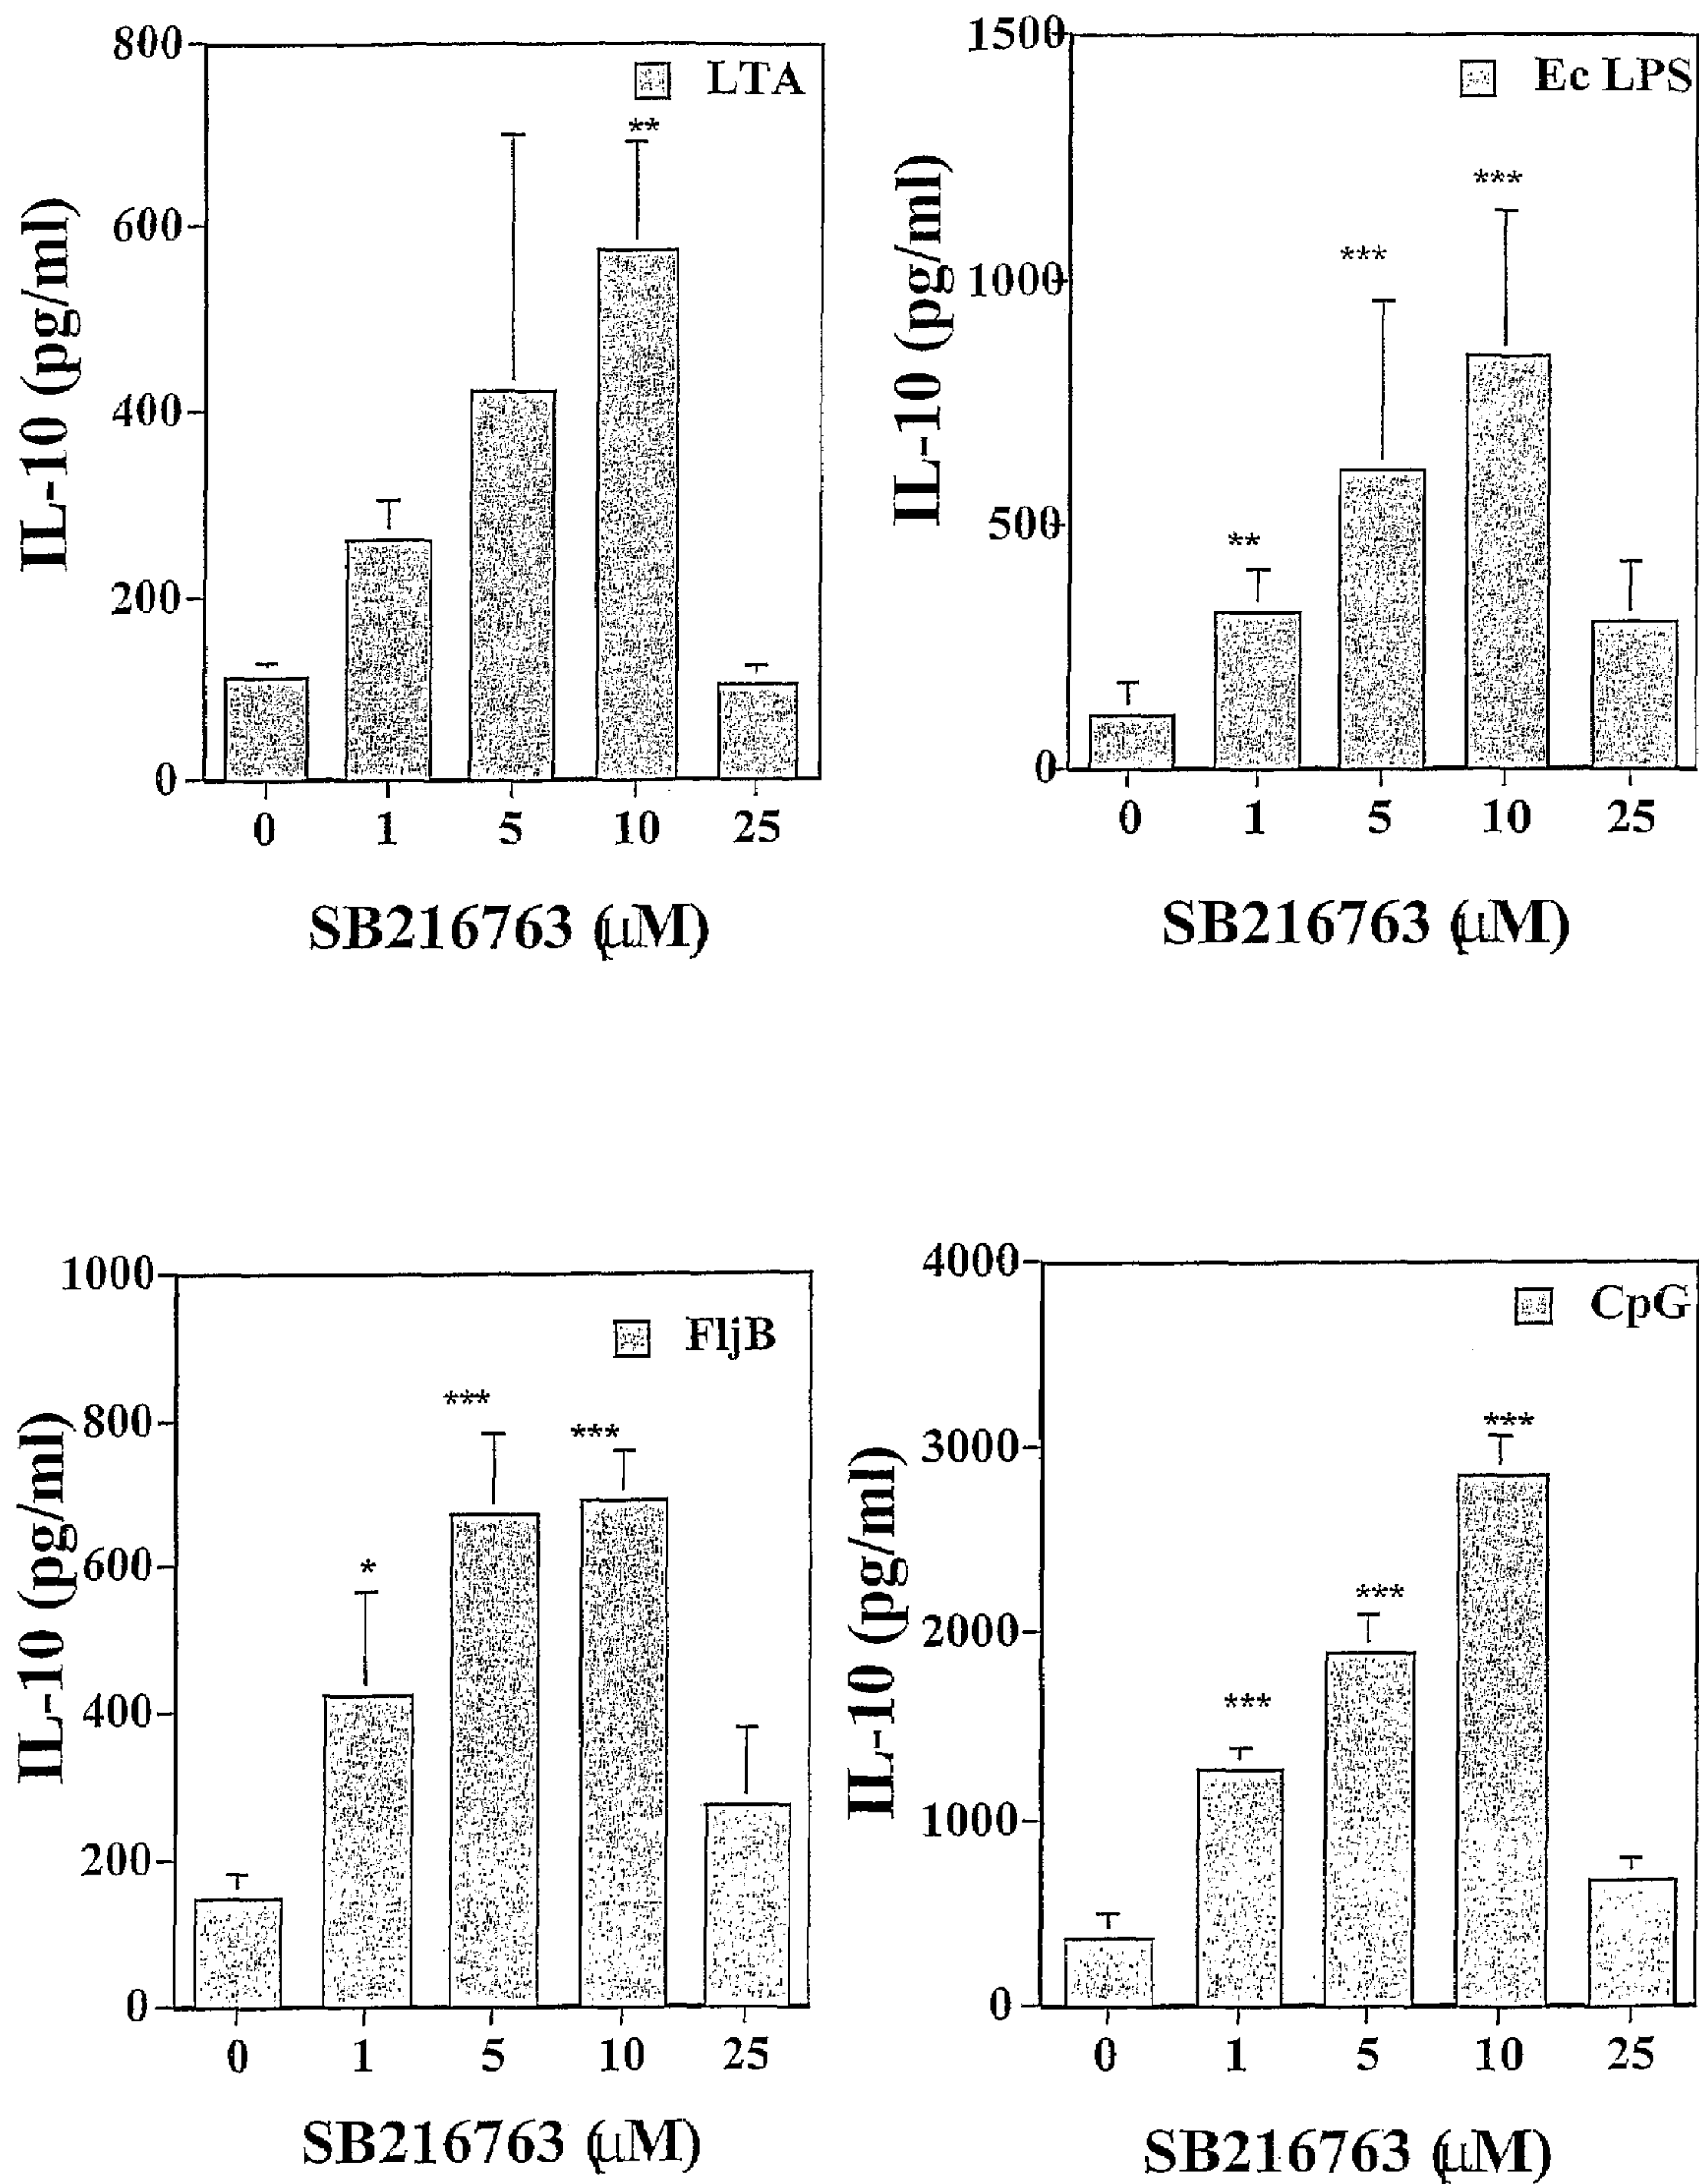 800
LTA
**
600
400
200
0
0 1 5 10 25
IL-10 (pg/ml)
SB216763 (μM)
1500
Ec LPS
***
***
1000
**
500
0
0 1 5 10 25
IL-10 (pg/ml)
SB216763 (μM)
1000
FljB
***
***
800
*
600
400
200
0
0 1 5 10 25
IL-10 (pg/ml)
SB216763 (μM)
4000
CpG
***
3000
***
2000
***
1000
0
0 1 5 10 25
IL-10 (pg/ml)
SB216763 (μM)